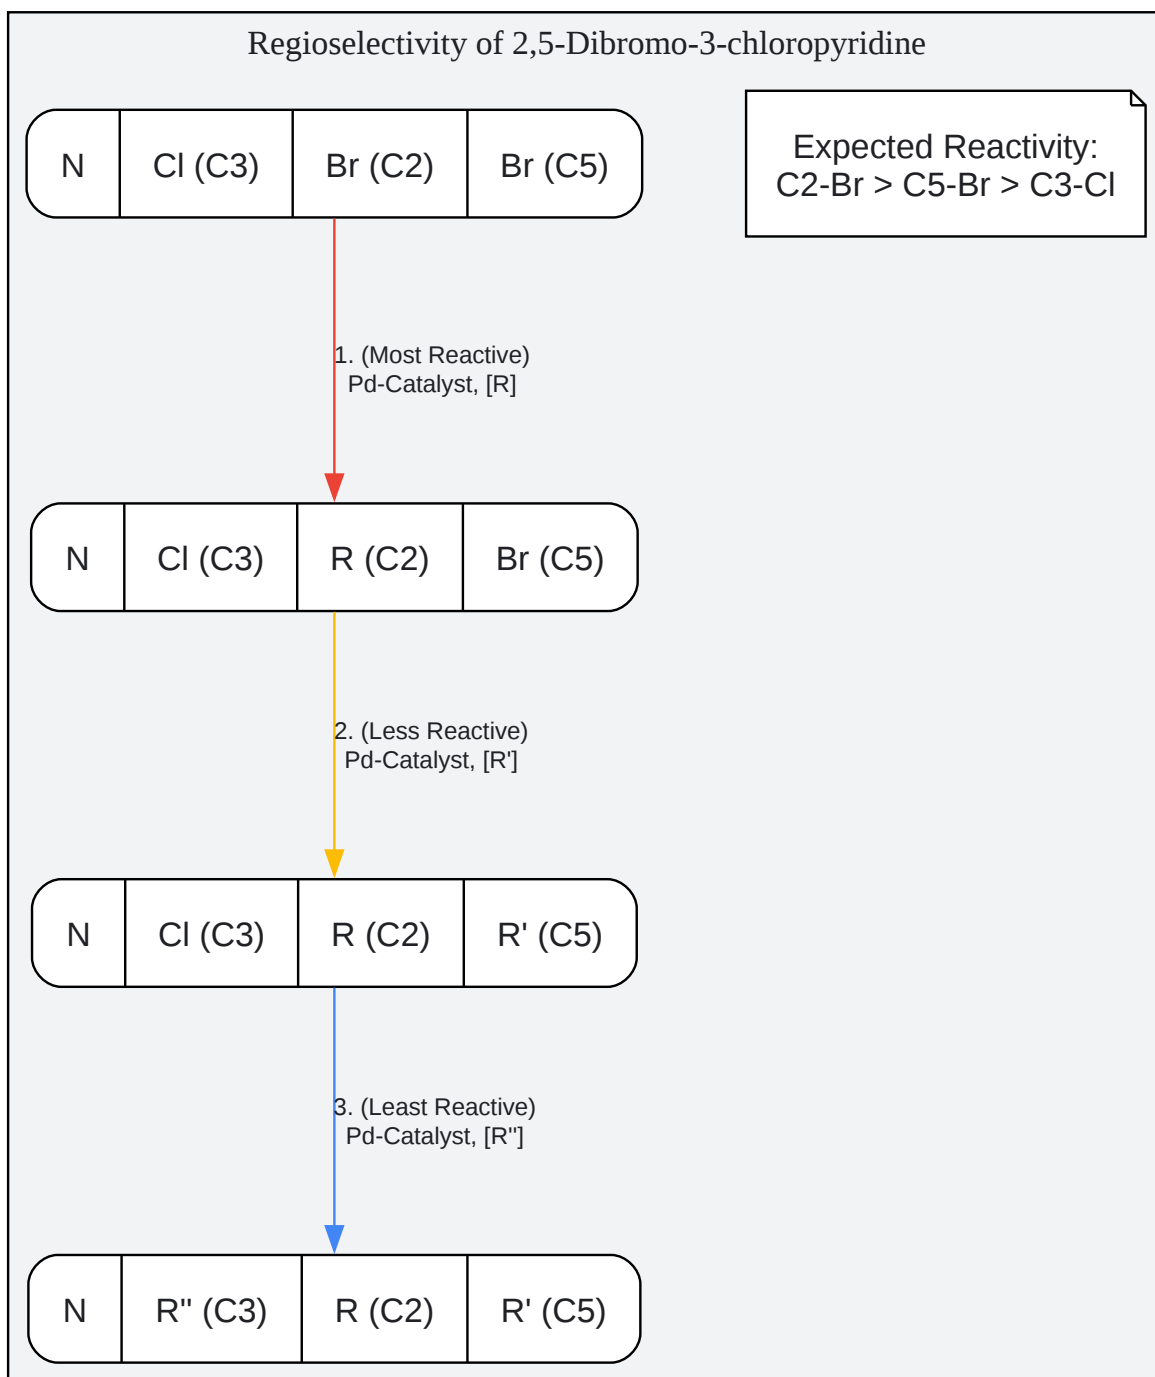 Regioselectivity of 2,5-Dibromo-3-chloropyridine
N Cl (C3) Br (C2) Br (C5)
Expected Reactivity:
C2-Br > C5-Br > C3-Cl
1. (Most Reactive)
Pd-Catalyst, [R]
N Cl (C3) R (C2) Br (C5)
2. (Less Reactive)
Pd-Catalyst, [R']
N Cl (C3) R (C2) R' (C5)
3. (Least Reactive)
Pd-Catalyst, [R'']
N R'' (C3) R (C2) R' (C5)